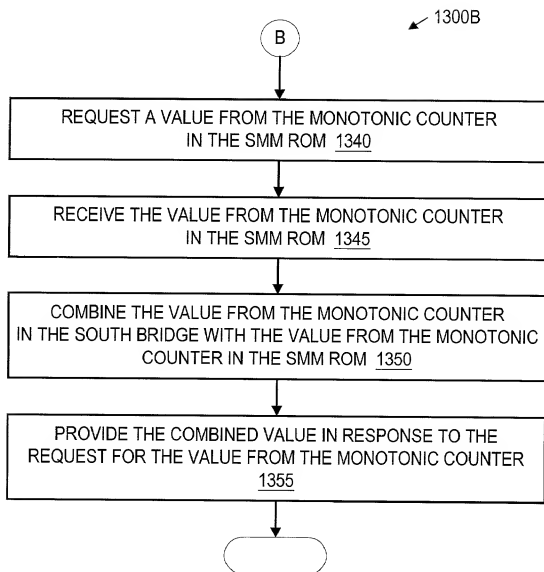 1300B
B
REQUEST A VALUE FROM THE MONOTONIC COUNTER
IN THE SMM ROM 1340
RECEIVE THE VALUE FROM THE MONOTONIC COUNTER
IN THE SMM ROM 1345
COMBINE THE VALUE FROM THE MONOTONIC COUNTER
IN THE SOUTH BRIDGE WITH THE VALUE FROM THE MONOTONIC
COUNTER IN THE SMM ROM 1350
PROVIDE THE COMBINED VALUE IN RESPONSE TO THE
REQUEST FOR THE VALUE FROM THE MONOTONIC COUNTER
1355